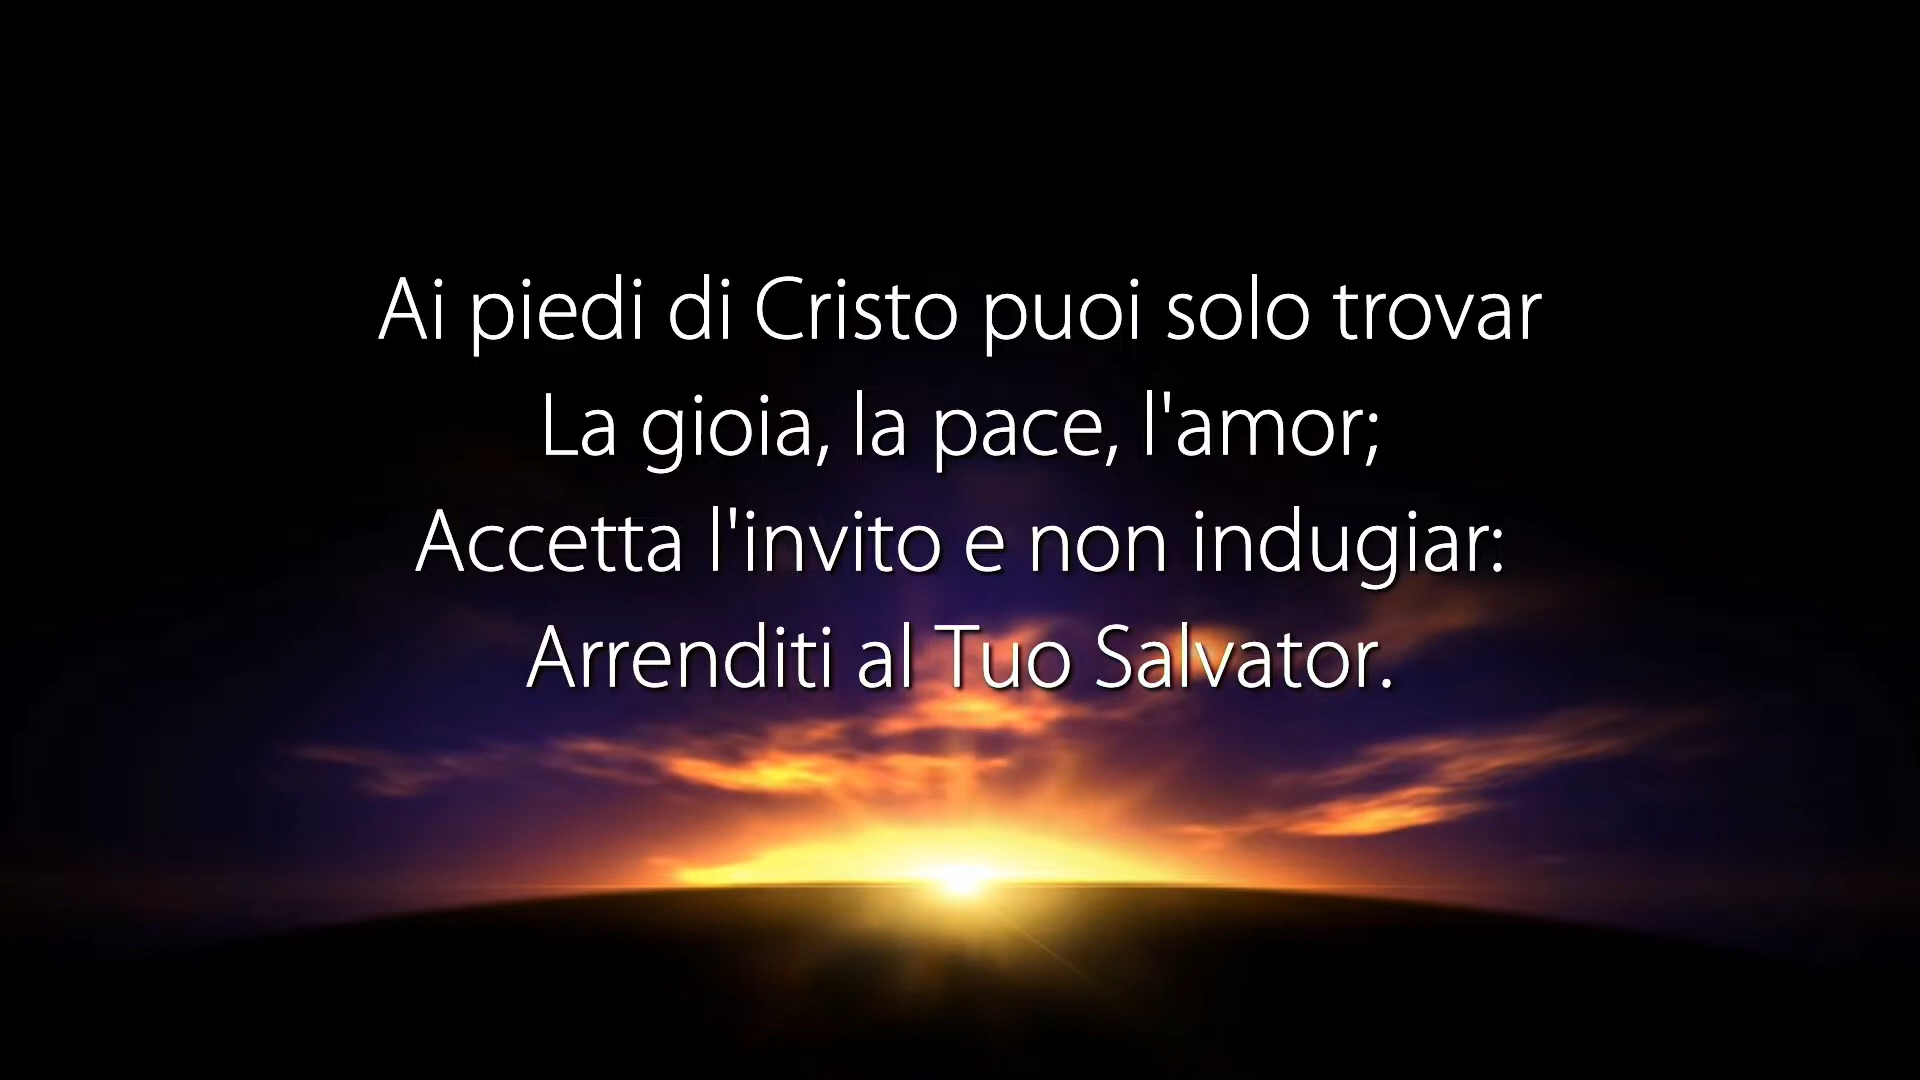 Ai piedi di Cristo puoi solo trovar
La gioia, la pace, l'amor;
Accetta l'invito e non indugiar:
Arrenditi al Tuo Salvator.